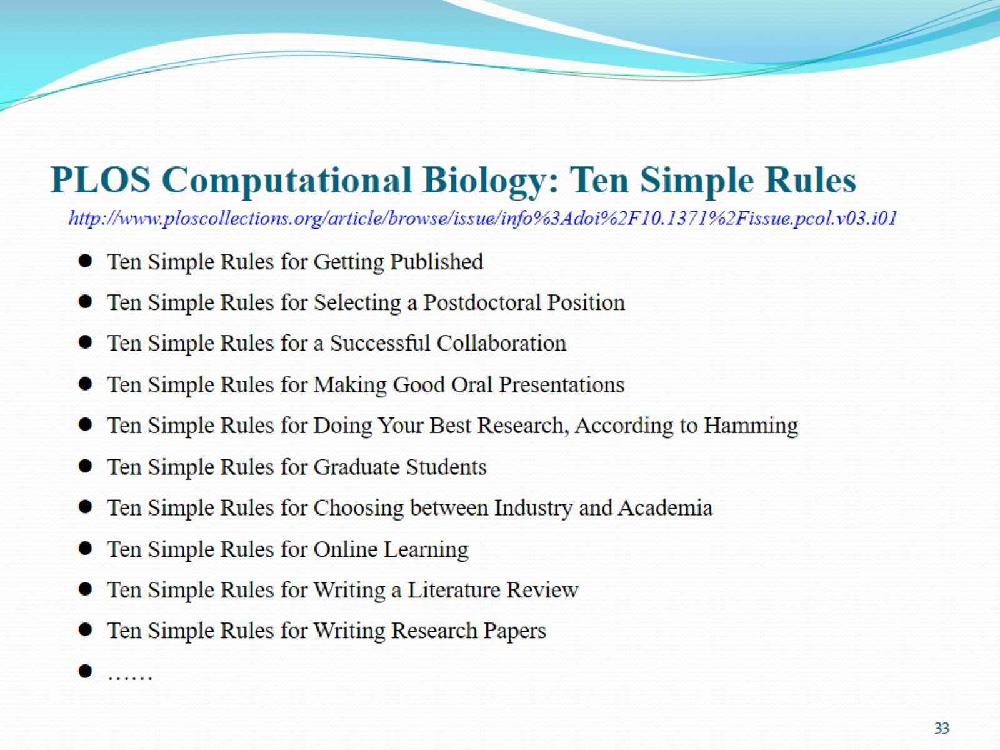 PLOS Computational Biology: Ten Simple Rules
http://www.ploscollections.org/article/browse/issue/info%3Adoi%2F10.1371%2Fissue.pcol.v03.i01
● Ten Simple Rules for Getting Published
● Ten Simple Rules for Selecting a Postdoctoral Position
● Ten Simple Rules for a Successful Collaboration
● Ten Simple Rules for Making Good Oral Presentations
● Ten Simple Rules for Doing Your Best Research, According to Hamming
● Ten Simple Rules for Graduate Students
● Ten Simple Rules for Choosing between Industry and Academia
● Ten Simple Rules for Online Learning
● Ten Simple Rules for Writing a Literature Review
● Ten Simple Rules for Writing Research Papers
● ……
33